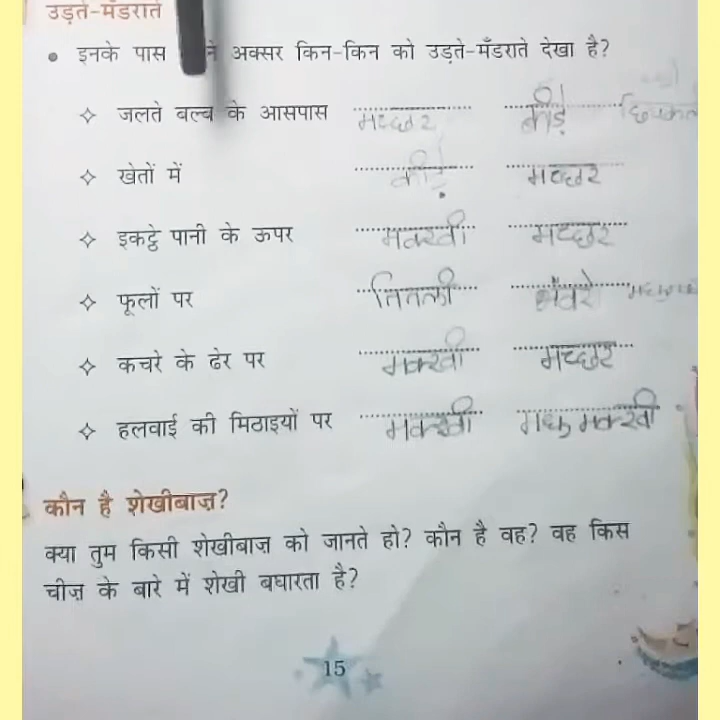 उड़ते-मँडराते
• इनके पास ने अक्सर किन-किन को उड़ते-मँडराते देखा है?
जलते बल्ब के आसपास मच्छर कीड़े
खेतों में कीड़े मच्छर
इकट्ठे पानी के ऊपर मक्खी मच्छर
फूलों पर तितली भँवरे
कचरे के ढेर पर मक्खी मच्छर
हलवाई की मिठाइयों पर मक्खी मधुमक्खी
कौन है शेखीबाज़?
क्या तुम किसी शेखीबाज़ को जानते हो? कौन है वह? वह किस
चीज़ के बारे में शेखी बघारता है?
15